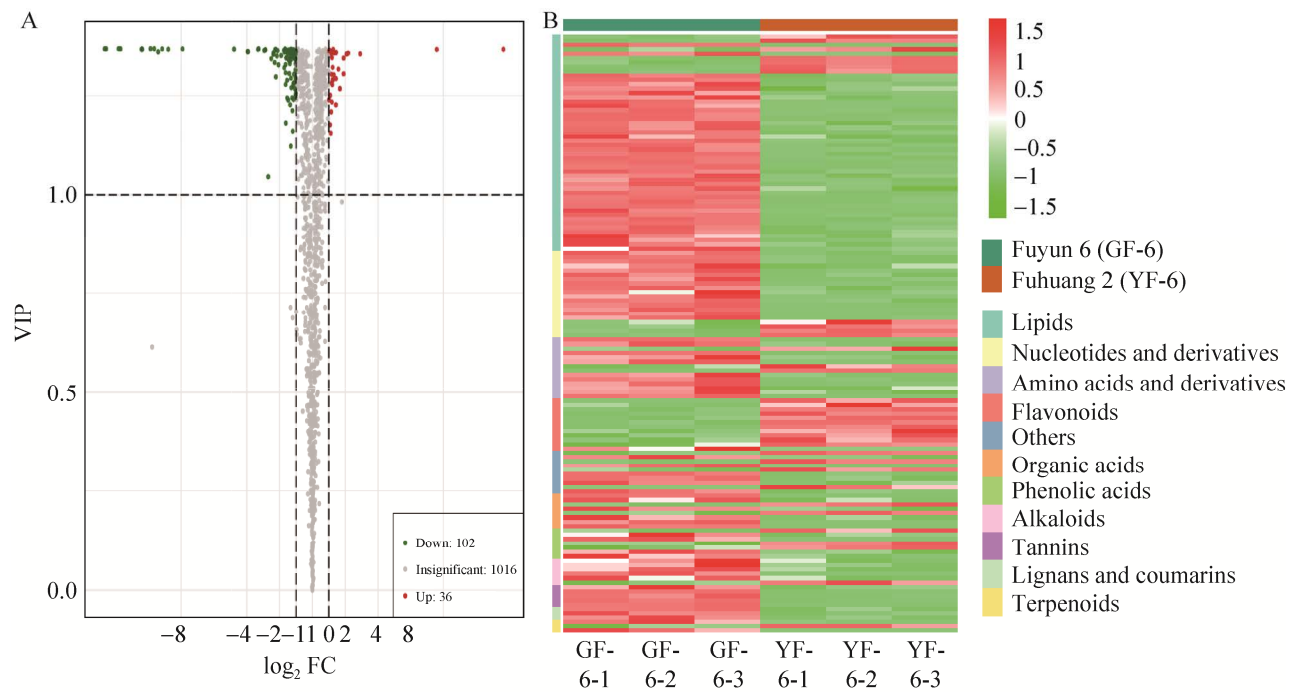 A
VIP
1.0
0.5
0.0
Down: 102
Insignificant: 1016
Up: 36
−8 −4 −2 −1 1 0 2 4 8
log₂ FC
B
1.5
1
0.5
0
−0.5
−1
−1.5
Fuyun 6 (GF-6)
Fuhuang 2 (YF-6)
Lipids
Nucleotides and derivatives
Amino acids and derivatives
Flavonoids
Others
Organic acids
Phenolic acids
Alkaloids
Tannins
Lignans and coumarins
Terpenoids
GF- GF- GF- YF- YF- YF-
6-1 6-2 6-3 6-1 6-2 6-3